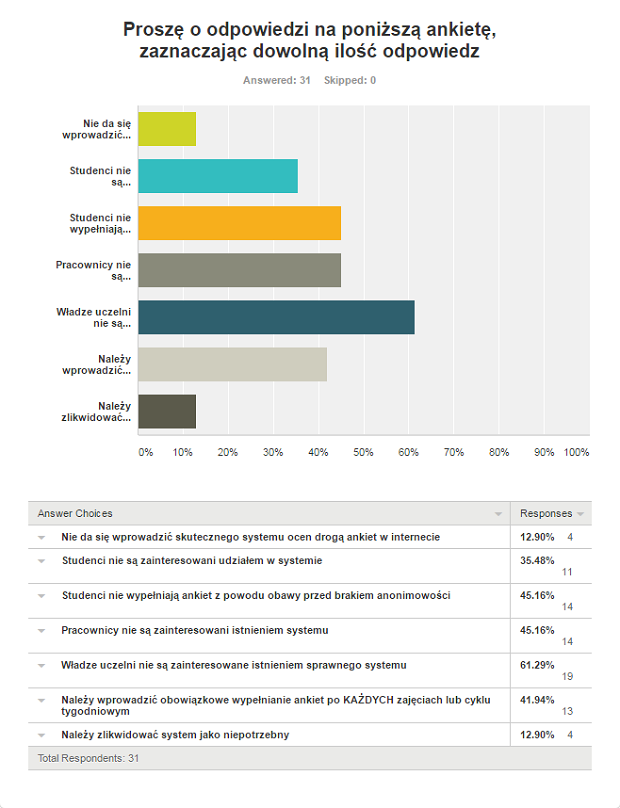 Proszę o odpowiedzi na poniższą ankietę,
zaznaczając dowolną ilość odpowiedz
Answered: 31 Skipped: 0
Nie da się
wprowadzić...
Studenci nie
są...
Studenci nie
wypełniają...
Pracownicy nie
są...
Władze uczelni
nie są...
Należy
wprowadzić...
Należy
zlikwidować...
0% 10% 20% 30% 40% 50% 60% 70% 80% 90% 100%
Answer Choices Responses
Nie da się wprowadzić skutecznego systemu ocen drogą ankiet w internecie 12.90% 4
Studenci nie są zainteresowani udziałem w systemie 35.48%
11
Studenci nie wypełniają ankiet z powodu obawy przed brakiem anonimowości 45.16%
14
Pracownicy nie są zainteresowani istnieniem systemu 45.16%
14
Władze uczelni nie są zainteresowane istnieniem sprawnego systemu 61.29%
19
Należy wprowadzić obowiązkowe wypełnianie ankiet po KAŻDYCH zajęciach lub cyklu 41.94%
tygodniowym 13
Należy zlikwidować system jako niepotrzebny 12.90% 4
Total Respondents: 31